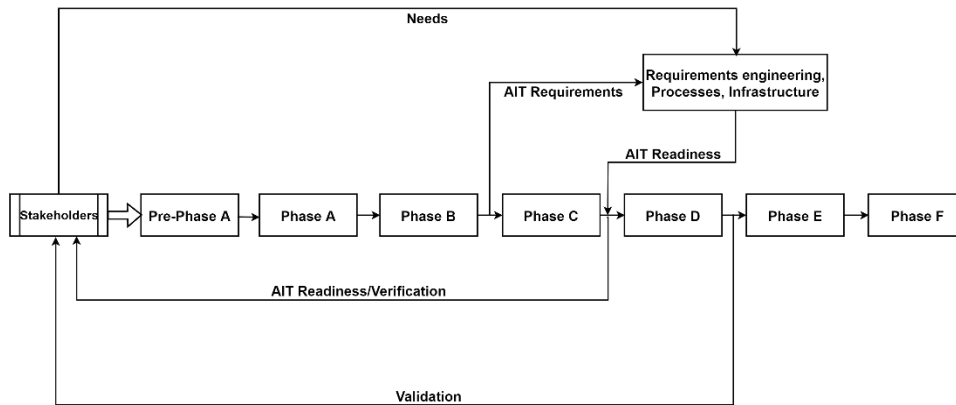 Needs
Requirements engineering,
Processes, Infrastructure
AIT Requirements
AIT Readiness
Stakeholders
Pre-Phase A
Phase A
Phase B
Phase C
Phase D
Phase E
Phase F
AIT Readiness/Verification
Validation